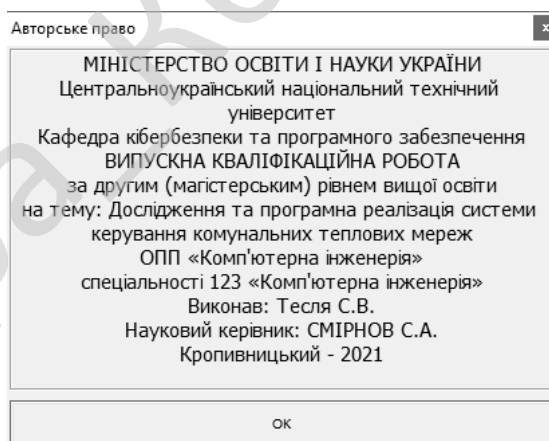 Авторське право
МІНІСТЕРСТВО ОСВІТИ І НАУКИ УКРАЇНИ
Центральноукраїнський національний технічний
університет
Кафедра кібербезпеки та програмного забезпечення
ВИПУСКНА КВАЛІФІКАЦІЙНА РОБОТА
за другим (магістерським) рівнем вищої освіти
на тему: Дослідження та програмна реалізація системи
керування комунальних теплових мереж
ОПП «Комп'ютерна інженерія»
спеціальності 123 «Комп'ютерна інженерія»
Виконав: Тесля С.В.
Науковий керівник: СМІРНОВ С.А.
Кропивницький - 2021
ОК